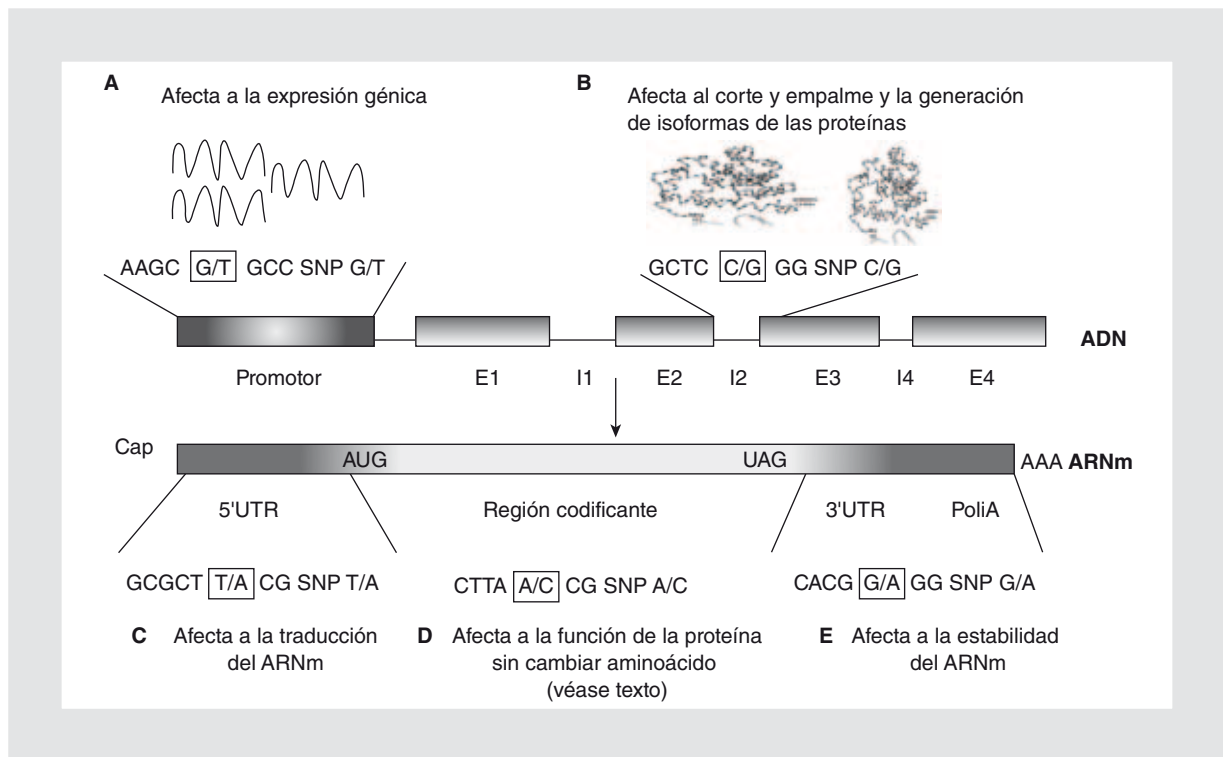 A
Afecta a la expresión génica
B
Afecta al corte y empalme y la generación
de isoformas de las proteínas
AAGC G/T GCC SNP G/T
GCTC C/G GG SNP C/G
ADN
Promotor E1 I1 E2 I2 E3 I4 E4
Cap
AUG UAG
AAA ARNm
5'UTR Región codificante 3'UTR PoliA
GCGCT T/A CG SNP T/A
CTTA A/C CG SNP A/C
CACG G/A GG SNP G/A
C Afecta a la traducción
del ARNm
D Afecta a la función de la proteína
sin cambiar aminoácido
(véase texto)
E Afecta a la estabilidad
del ARNm